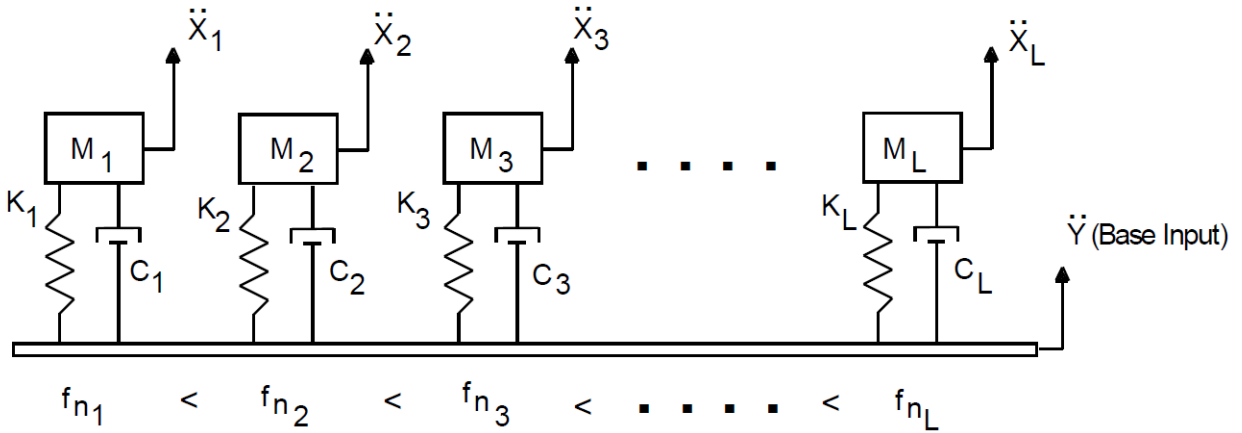 Ẍ1 Ẍ2 Ẍ3 ẌL
M1 M2 M3 . . . . ML
K1 K2 K3 KL
Ÿ (Base Input)
C1 C2 C3 CL
fn1 < fn2 < fn3 < . . . . < fnL